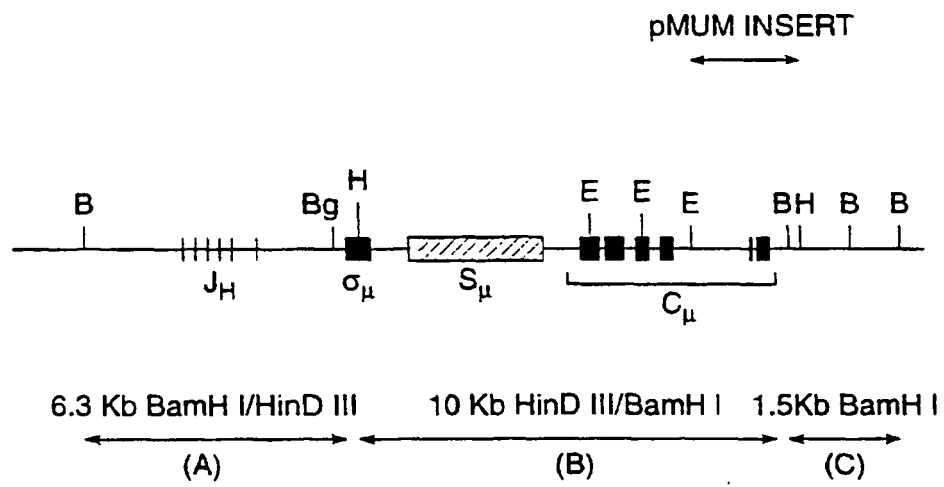 pMUM INSERT
B Bg H E E E B H B B
J_H σ_μ S_μ C_μ
6.3 Kb BamH I/HinD III 10 Kb HinD III/BamH I 1.5Kb BamH I
(A) (B) (C)